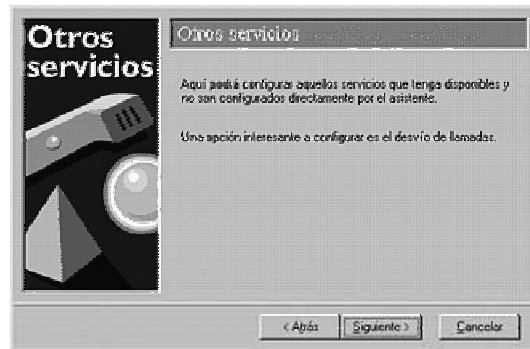 Otros
servicios
Otros servicios
Aquí podrá configurar aquellos servicios que tenga disponibles y
no son configurados directamente por el asistente.
Una opción interesante a configurar es el desvío de llamadas.
< Atrás
Siguiente >
Cancelar